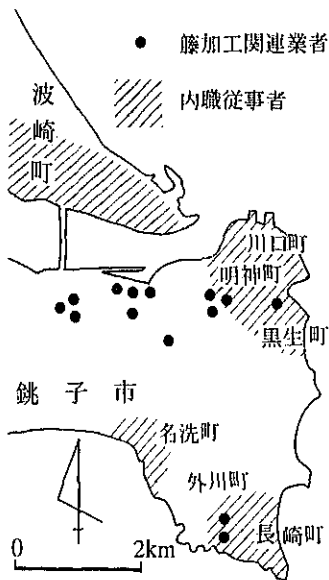 藤加工関連業者
内職従事者
波崎町
川口町
明神町
黒生町
銚子市
名洗町
外川町
長崎町
0 2km